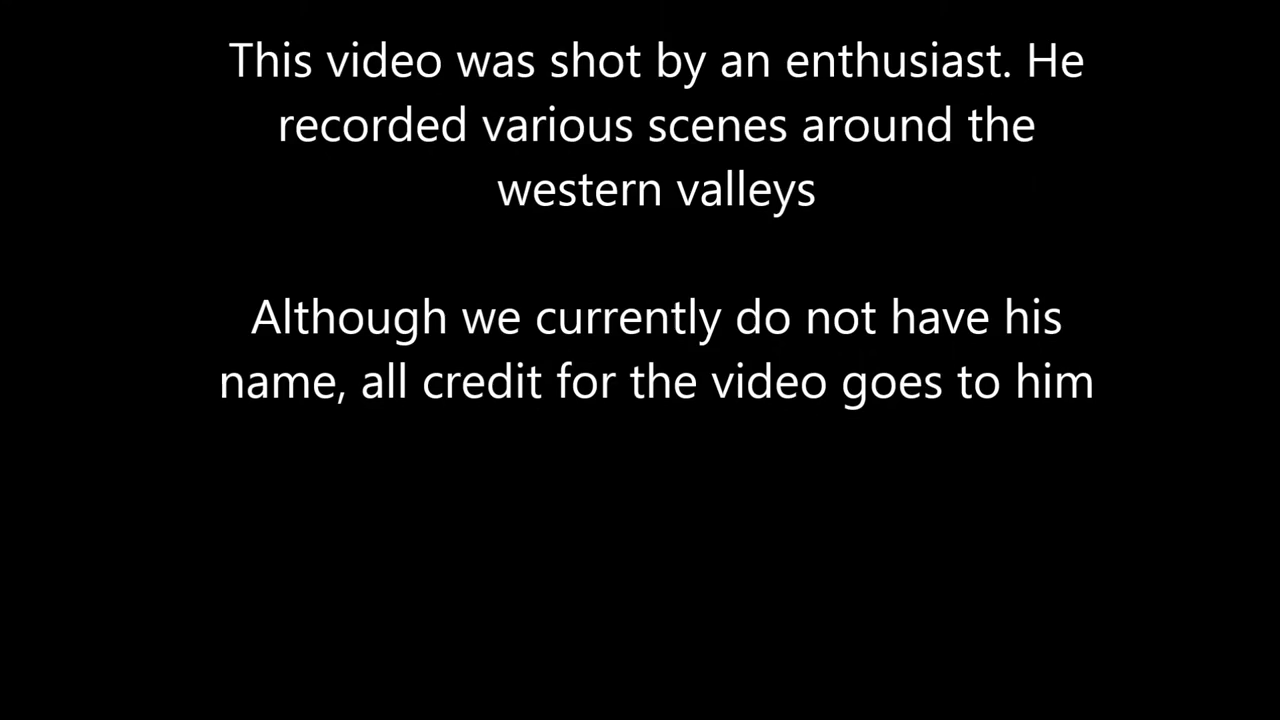 This video was shot by an enthusiast. He
recorded various scenes around the
western valleys
Although we currently do not have his
name, all credit for the video goes to him